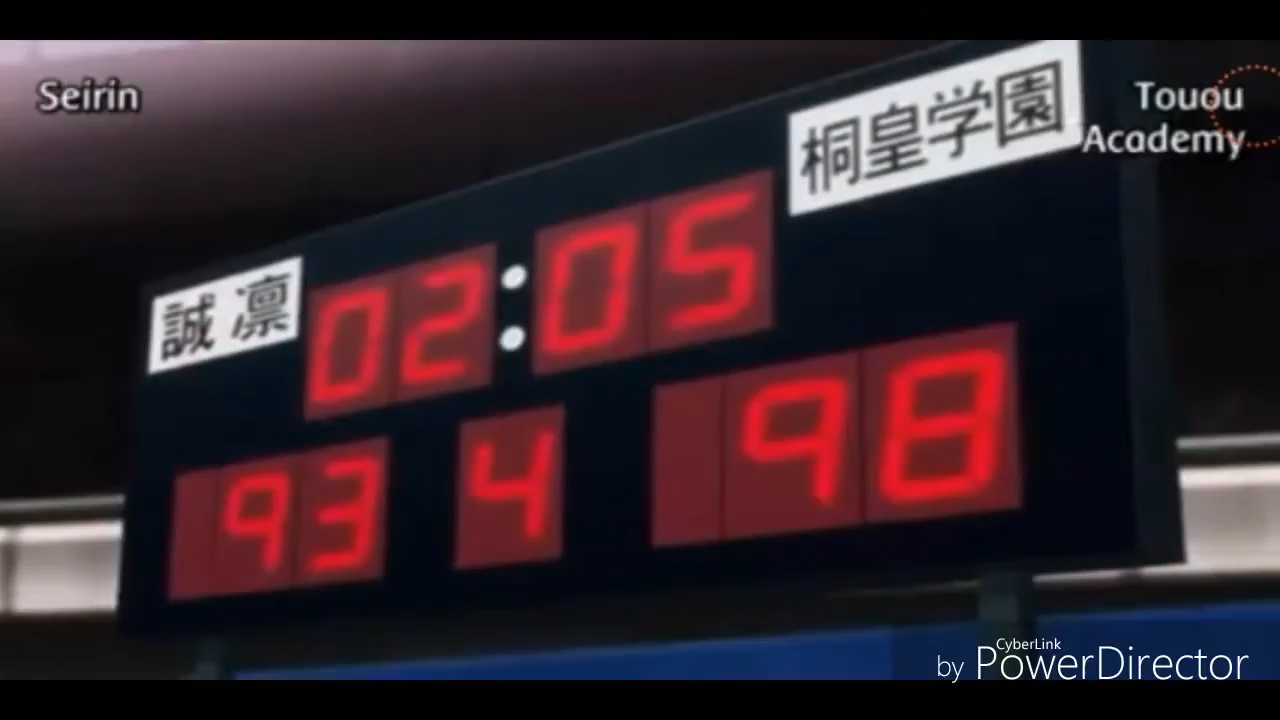 Seirin
Touou
Academy
桐皇学園
誠凛
02:05
93 4 98
CyberLink
by PowerDirector